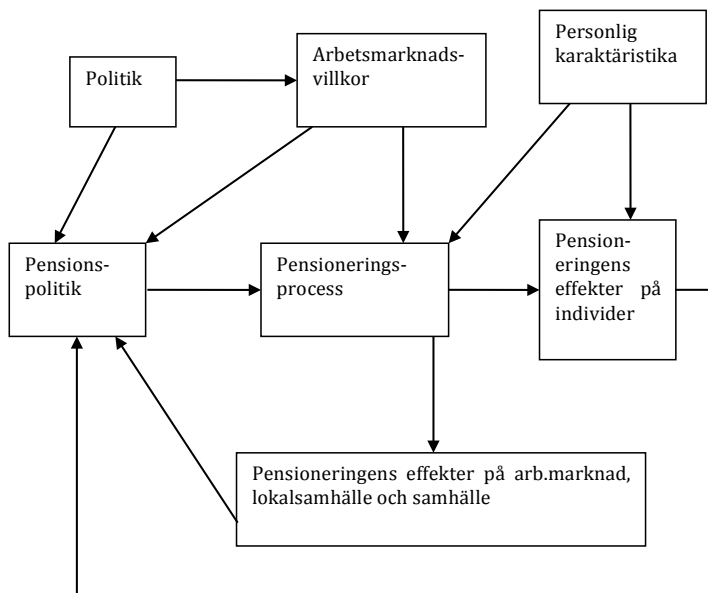 Politik
Arbetsmarknads-
villkor
Personlig
karaktäristika
Pensions-
politik
Pensionerings-
process
Pension-
eringens
effekter på
individer
Pensioneringens effekter på arb.marknad,
lokalsamhälle och samhälle